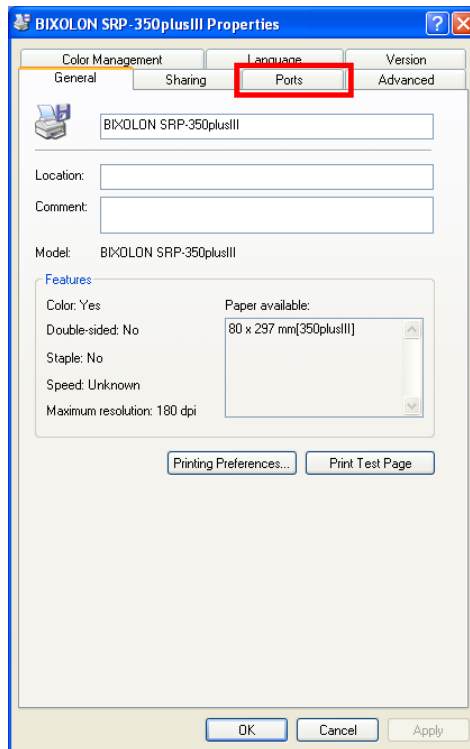 BIXOLON SRP-350plusIII Properties
Color Management Language Version
General Sharing Ports Advanced
BIXOLON SRP-350plusIII
Location:
Comment:
Model: BIXOLON SRP-350plusIII
Features
Color: Yes Paper available:
Double-sided: No 80 x 297 mm[350plusIII]
Staple: No
Speed: Unknown
Maximum resolution: 180 dpi
Printing Preferences... Print Test Page
OK Cancel Apply